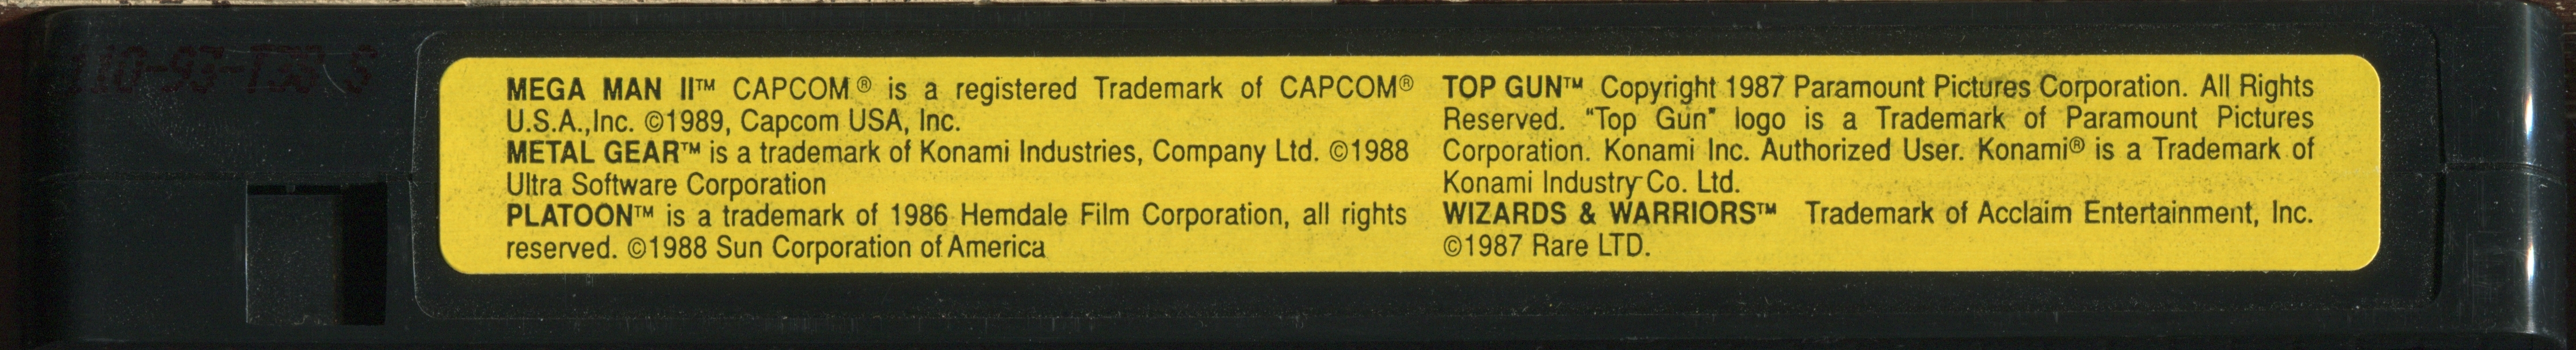 MEGA MAN II™ CAPCOM® is a registered Trademark of CAPCOM®
U.S.A.,Inc. ©1989, Capcom USA, Inc.
METAL GEAR™ is a trademark of Konami Industries, Company Ltd. ©1988
Ultra Software Corporation
PLATOON™ is a trademark of 1986 Hemdale Film Corporation, all rights
reserved. ©1988 Sun Corporation of America
TOP GUN™ Copyright 1987 Paramount Pictures Corporation. All Rights
Reserved. "Top Gun" logo is a Trademark of Paramount Pictures
Corporation. Konami Inc. Authorized User. Konami® is a Trademark of
Konami Industry Co. Ltd.
WIZARDS & WARRIORS™ Trademark of Acclaim Entertainment, Inc.
©1987 Rare LTD.